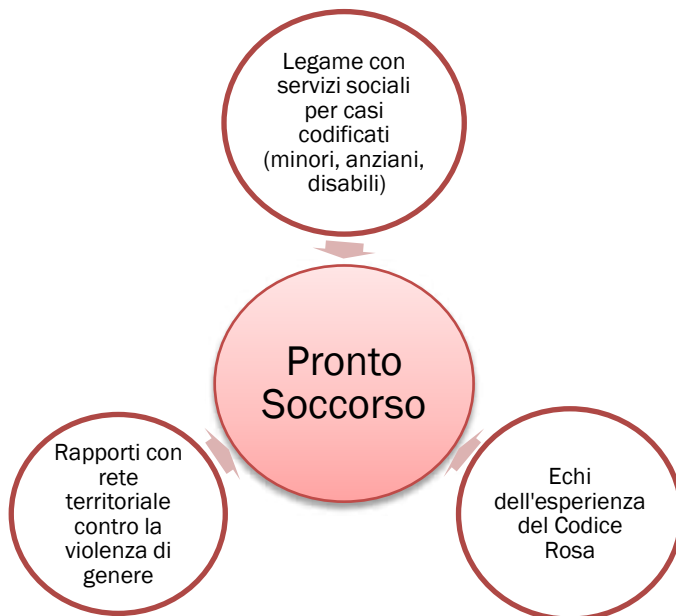 Legame con
servizi sociali
per casi
codificati
(minori, anziani,
disabili)
Pronto
Soccorso
Rapporti con
rete
territoriale
contro la
violenza di
genere
Echi
dell'esperienza
del Codice
Rosa